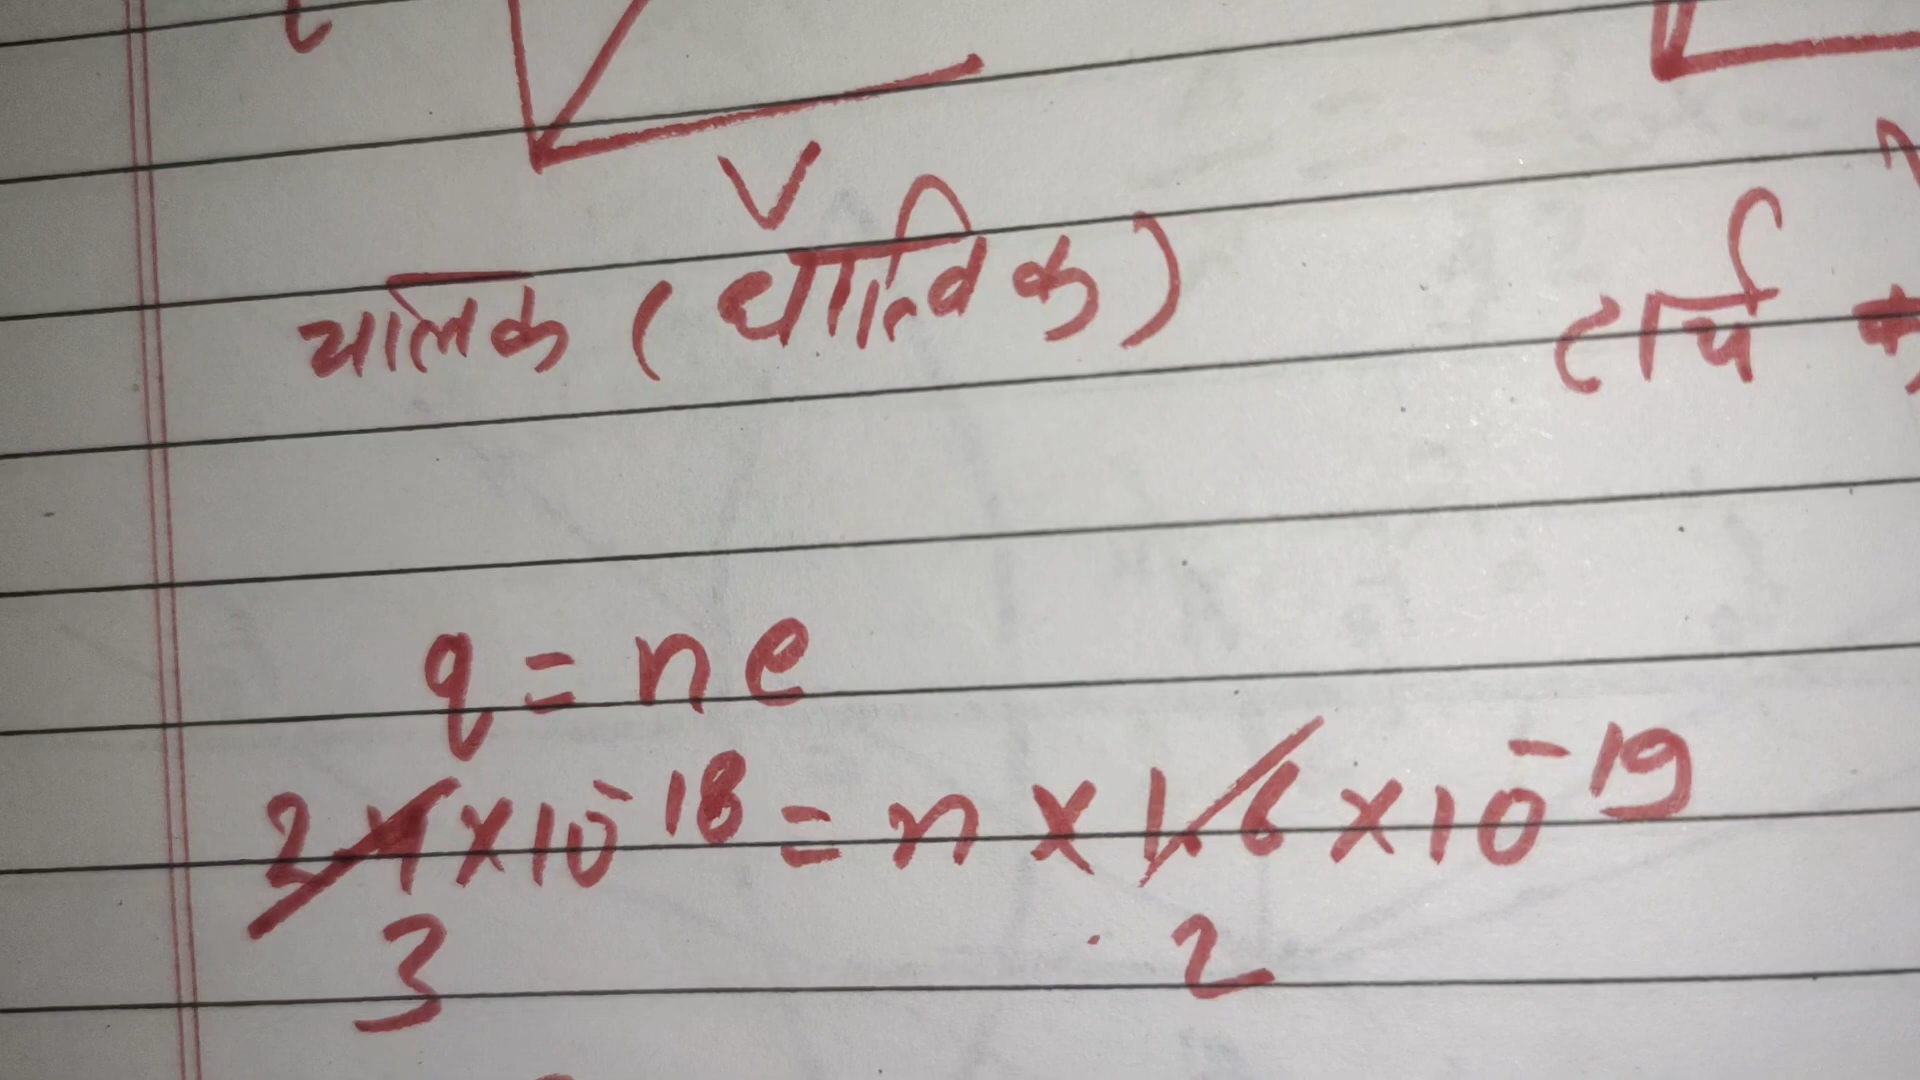 V
चालक (धात्विक) टार्च
q = ne
24 × 10⁻¹⁸ = n × 1.6 × 10⁻¹⁹
3 .2